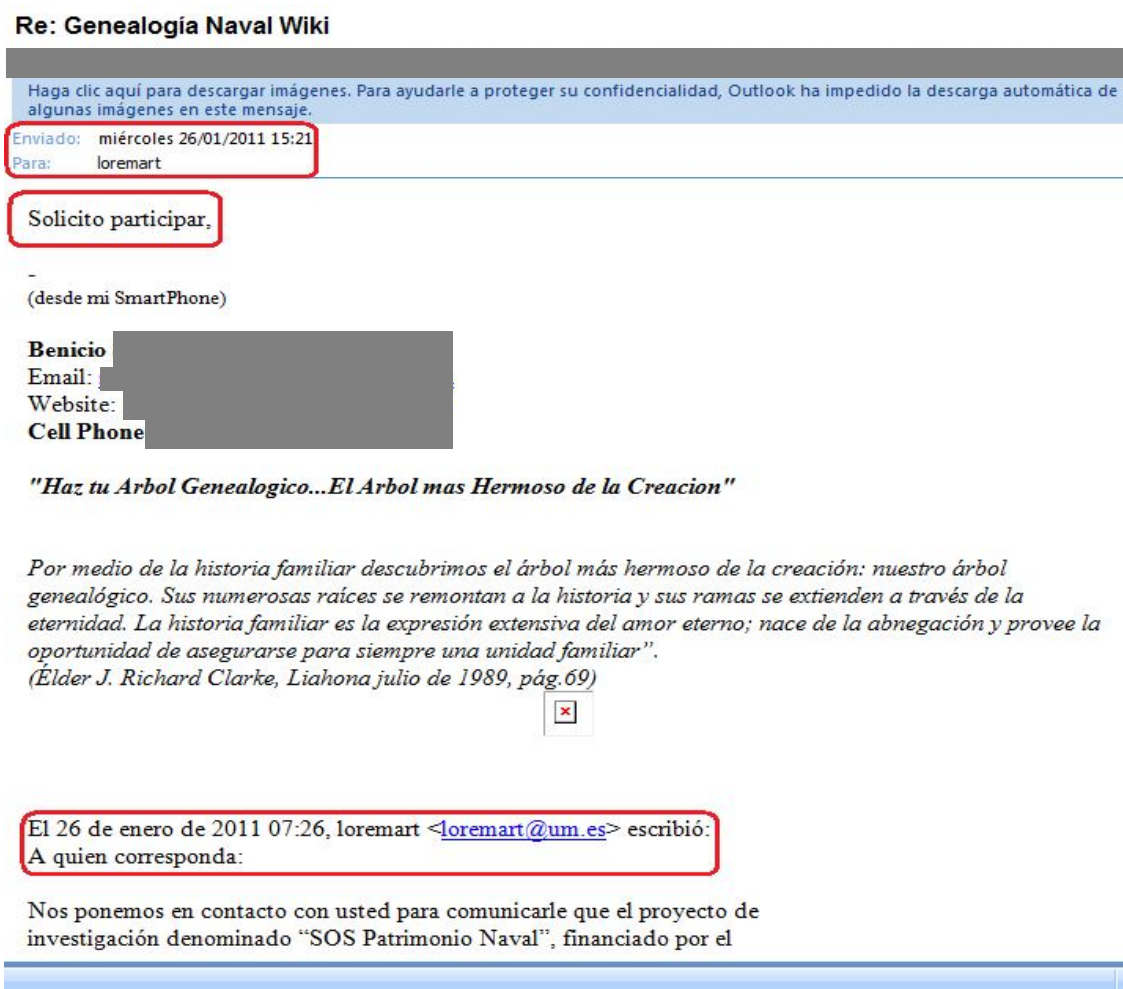 Re: Genealogía Naval Wiki
Haga clic aquí para descargar imágenes. Para ayudarle a proteger su confidencialidad, Outlook ha impedido la descarga automática de
algunas imágenes en este mensaje.
Enviado: miércoles 26/01/2011 15:21
Para: loremart
Solicito participar,
-
(desde mi SmartPhone)
Benicio
Email:
Website:
Cell Phone
"Haz tu Arbol Genealogico...El Arbol mas Hermoso de la Creacion"
Por medio de la historia familiar descubrimos el árbol más hermoso de la creación: nuestro árbol
genealógico. Sus numerosas raíces se remontan a la historia y sus ramas se extienden a través de la
eternidad. La historia familiar es la expresión extensiva del amor eterno; nace de la abnegación y provee la
oportunidad de asegurarse para siempre una unidad familiar”.
(Élder J. Richard Clarke, Liahona julio de 1989, pág.69)
El 26 de enero de 2011 07:26, loremart <loremart@um.es> escribió:
A quien corresponda:
Nos ponemos en contacto con usted para comunicarle que el proyecto de
investigación denominado “SOS Patrimonio Naval”, financiado por el